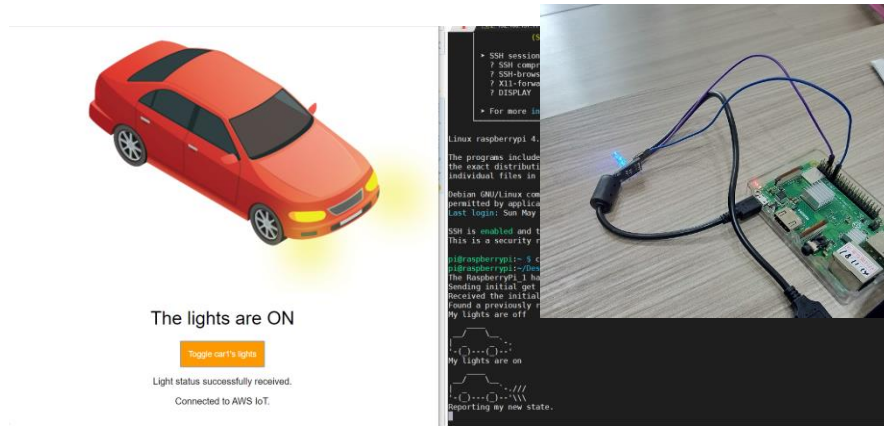 The lights are ON
Toggle car1's lights
Light status successfully received.
Connected to AWS IoT.
➤ SSH session
? SSH compr
? SSH-brows
? X11-forwa
? DISPLAY
➤ For more in
Linux raspberrypi 4.
The programs include
the exact distributi
individual files in
Debian GNU/Linux com
permitted by applica
Last login: Sun May
SSH is enabled and t
This is a security r
pi@raspberrypi:~ $ c
pi@raspberrypi:~/Des
The RaspberryPi_1 ha
Sending initial get
Received the initial
Found a previously r
My lights are off
My lights are on
Reporting my new state.